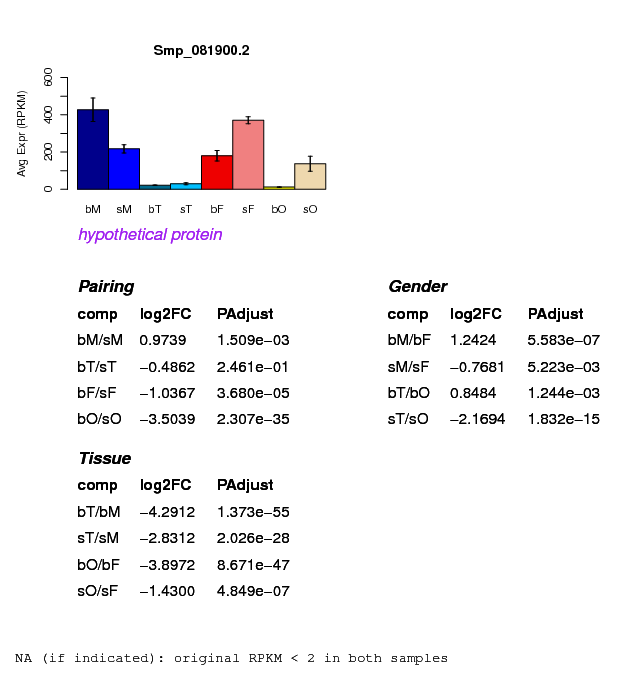 Smp_081900.2
Avg Expr (RPKM)
0 200 400 600
bM sM bT sT bF sF bO sO
hypothetical protein
Pairing
comp log2FC PAdjust
bM/sM 0.9739 1.509e−03
bT/sT −0.4862 2.461e−01
bF/sF −1.0367 3.680e−05
bO/sO −3.5039 2.307e−35
Gender
comp log2FC PAdjust
bM/bF 1.2424 5.583e−07
sM/sF −0.7681 5.223e−03
bT/bO 0.8484 1.244e−03
sT/sO −2.1694 1.832e−15
Tissue
comp log2FC PAdjust
bT/bM −4.2912 1.373e−55
sT/sM −2.8312 2.026e−28
bO/bF −3.8972 8.671e−47
sO/sF −1.4300 4.849e−07
NA (if indicated): original RPKM < 2 in both samples